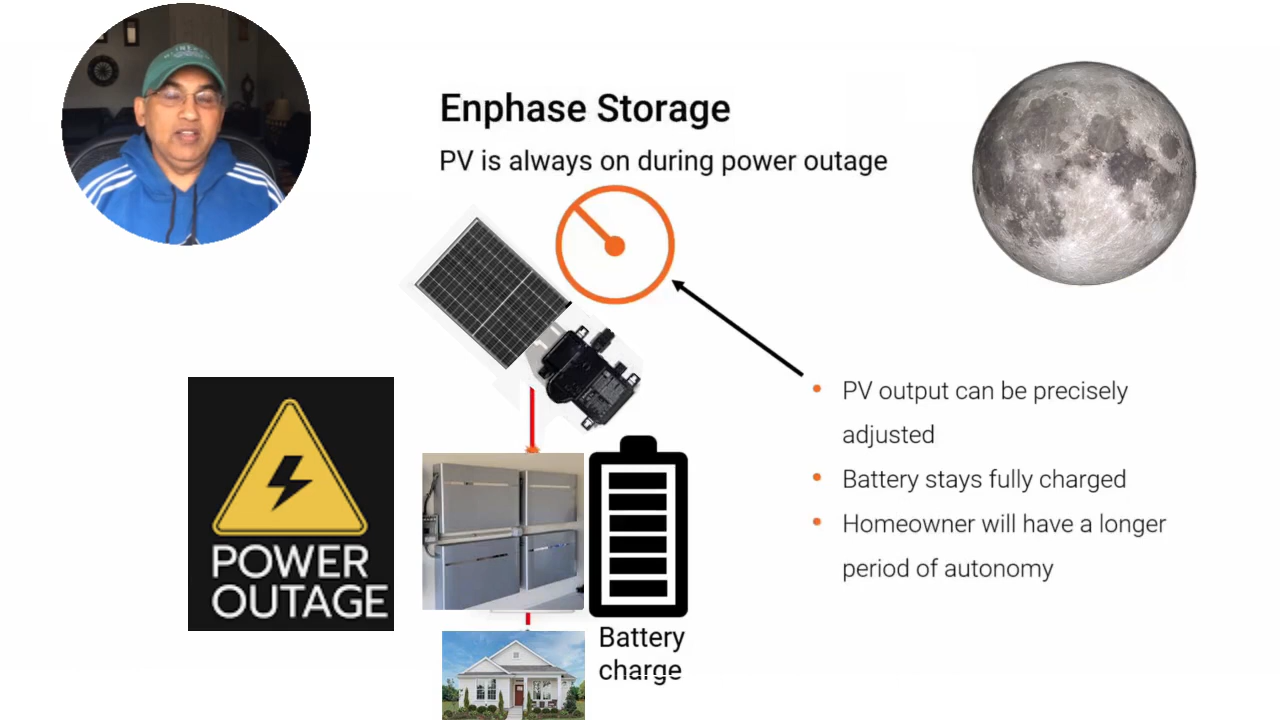 Enphase Storage
PV is always on during power outage
PV output can be precisely
adjusted
Battery stays fully charged
Homeowner will have a longer
period of autonomy
POWER
OUTAGE
Battery
charge